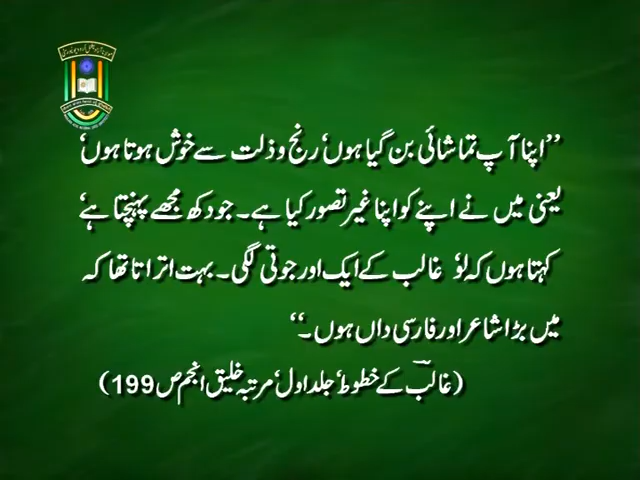 ”اپنا آپ تماشائی بن گیا ہوں‘ رنج و ذلت سے خوش ہوتا ہوں‘
یعنی میں نے اپنے کو اپنا غیر تصور کیا ہے۔ جو دکھ مجھے پہنچتا ہے‘
کہتا ہوں کہ لو‘ غالب کے ایک اور جوتی لگی۔ بہت اتراتا تھا کہ
میں بڑا شاعر اور فارسی داں ہوں۔“
(غالبؔ کے خطوط‘ جلد اول‘ مرتبہ خلیق انجم ص 199)